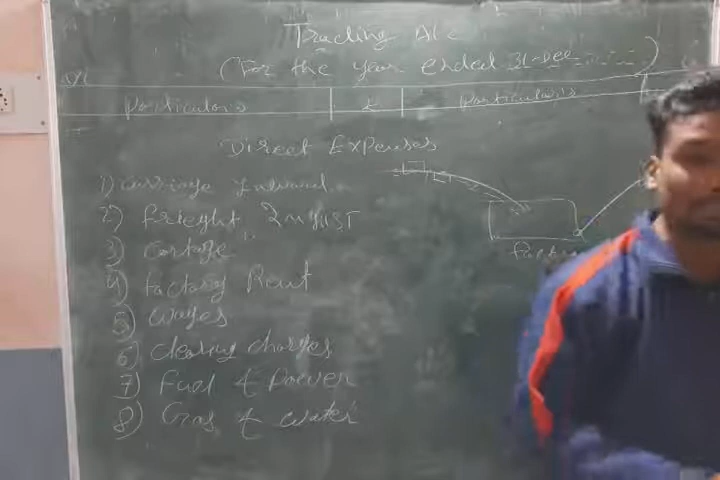 Trading A/c
(For the year ended 31-Dec-......)
Particulars ₹ Particulars
Direct Expenses
1) Carriage Inward
2) freight
3) Cartage
4) factory Rent
5) wages
6) clearing charges
7) Fuel & Power
8) Gas & water